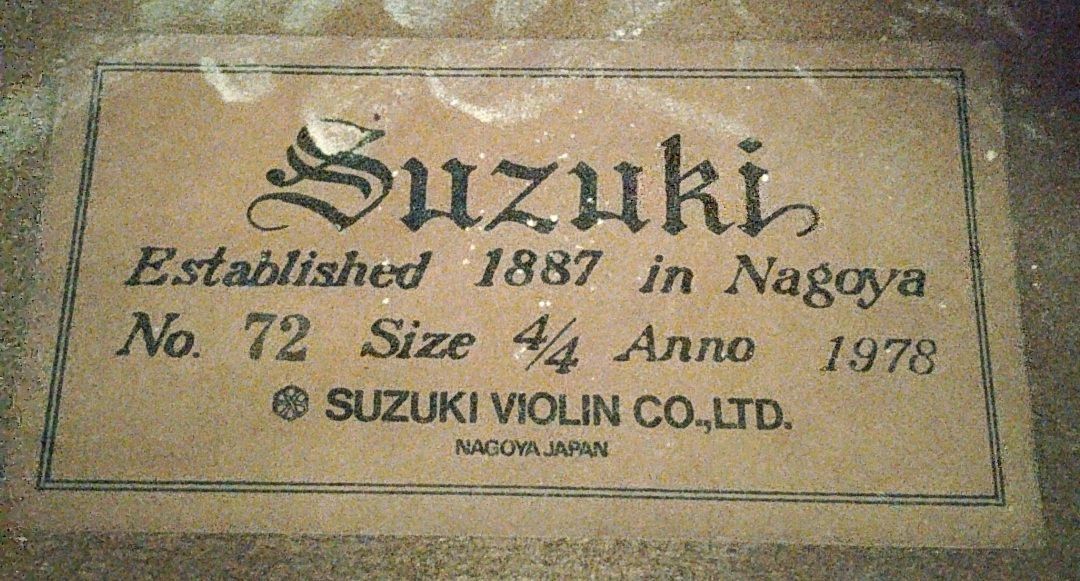 Suzuki
Established 1887 in Nagoya
No. 72 Size 4/4 Anno 1978
SUZUKI VIOLIN CO.,LTD.
NAGOYA JAPAN